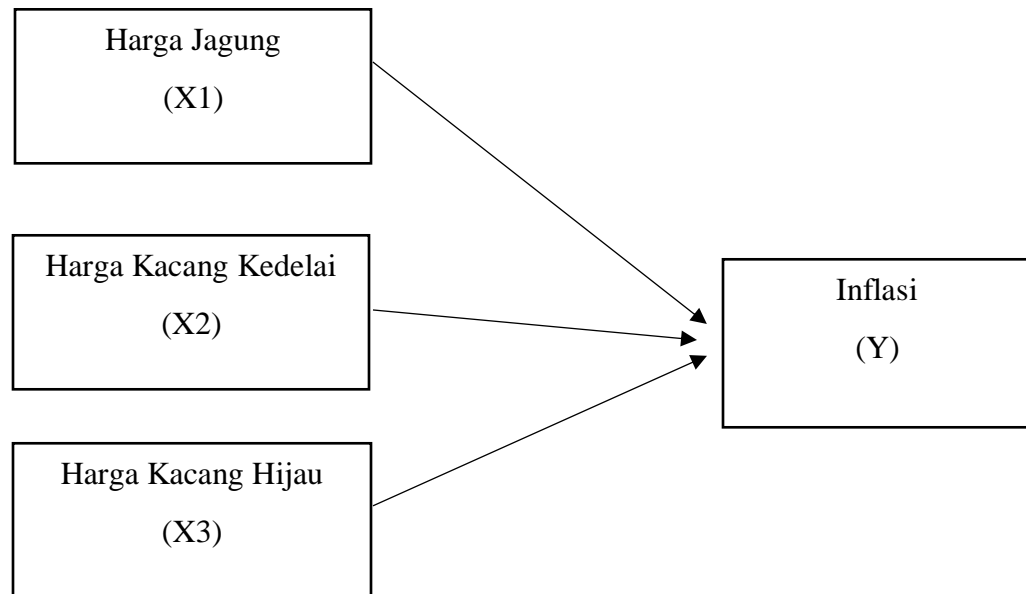 Harga Jagung
(X1)
Harga Kacang Kedelai
(X2)
Harga Kacang Hijau
(X3)
Inflasi
(Y)